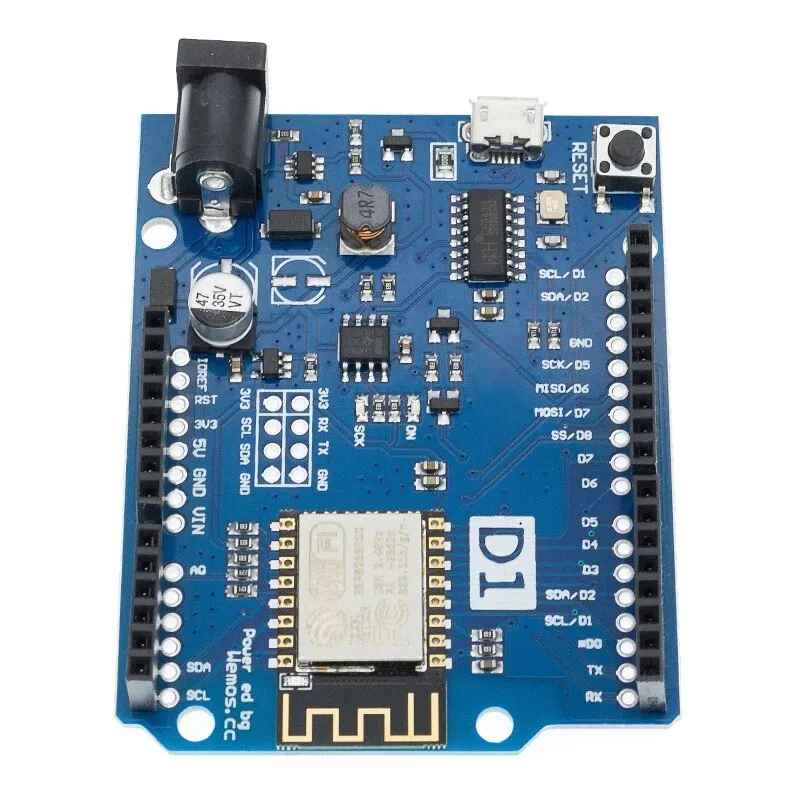 4R7
RESET
47
35V
VT
SCL/D1
SDA/D2
GND
SCK/D5
MISO/D6
MOSI/D7
SS/D8
D7
D6
D5
D4
D3
SDA/D2
SCL/D1
D0
TX
RX
IOREF
RST
3V3
5V
GND
VIN
A0
SDA
SCL
3V3 SCL SDA GND
3V3 RX TX GND
SCK
ON
D1
Power ed bg
Wemos.cc